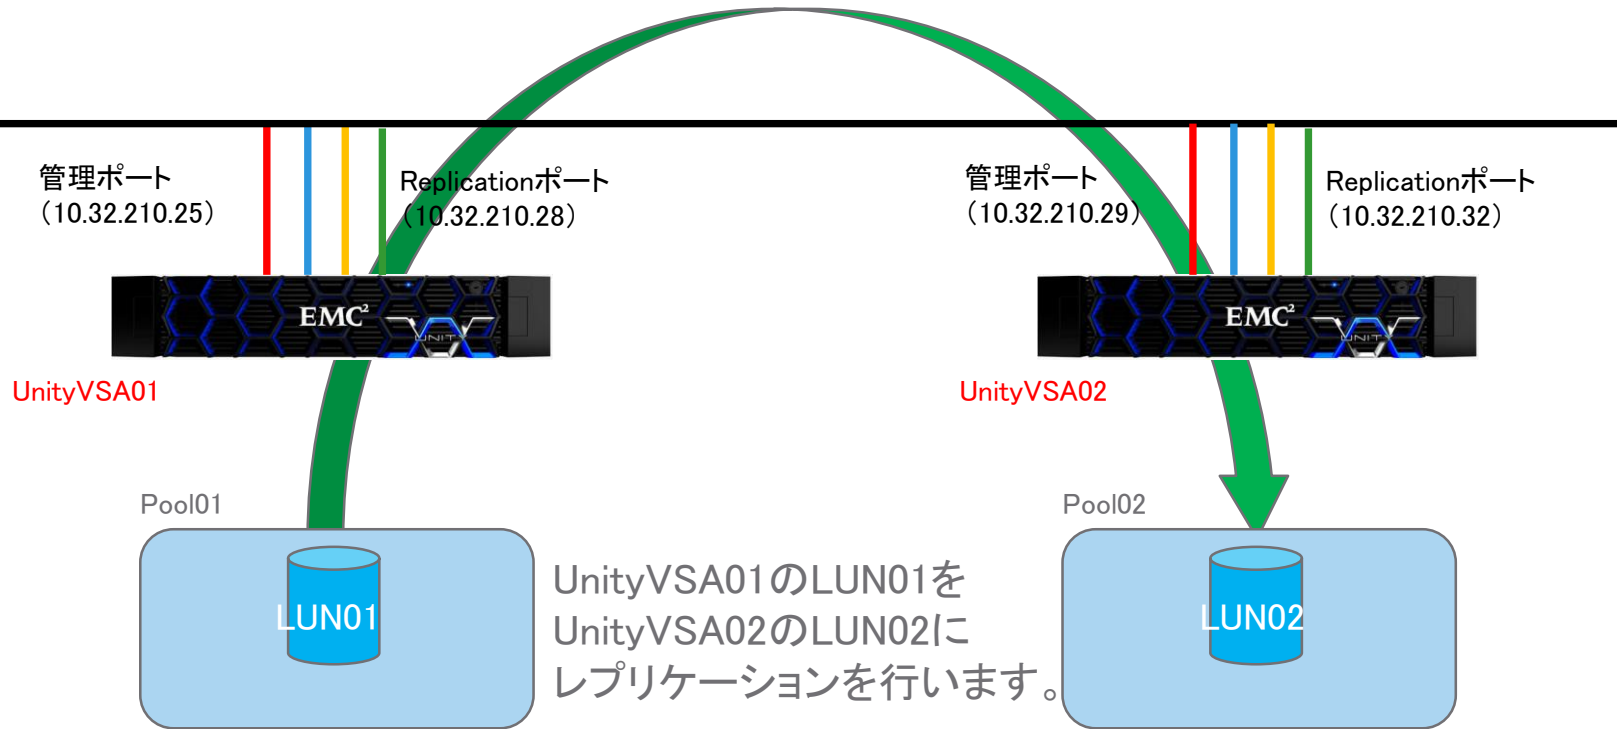 管理ポート
（10.32.210.25）
Replicationポート
（10.32.210.28）
管理ポート
（10.32.210.29）
Replicationポート
（10.32.210.32）
EMC²
UNITY
EMC²
UNITY
UnityVSA01
UnityVSA02
Pool01
Pool02
LUN01
UnityVSA01のLUN01を
UnityVSA02のLUN02に
レプリケーションを行います。
LUN02